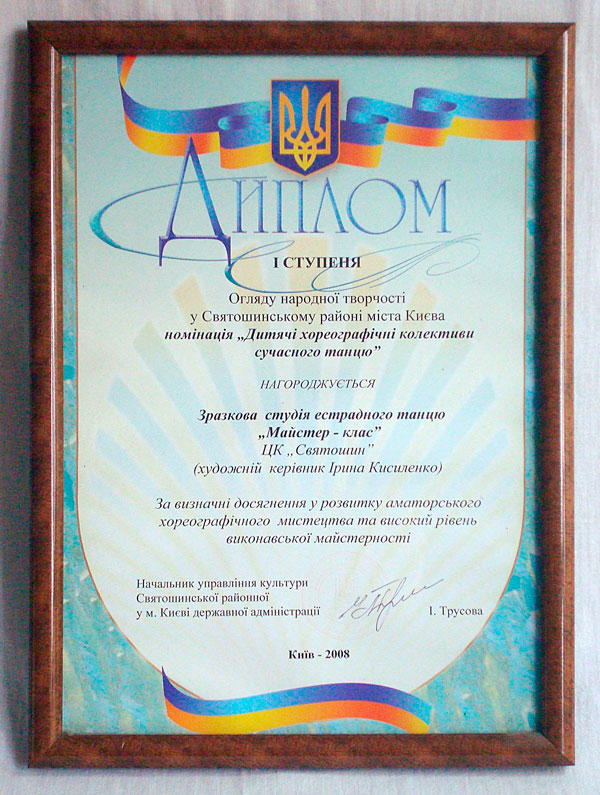 Диплом
І СТУПЕНЯ
Огляду народної творчості
у Святошинському районі міста Києва
номінація „Дитячі хореографічні колективи
сучасного танцю”
НАГОРОДЖУЄТЬСЯ
Зразкова студія естрадного танцю
„Майстер - клас”
ЦК „Святошин”
(художній керівник Ірина Кисиленко)
За визначні досягнення у розвитку аматорського
хореографічного мистецтва та високий рівень
виконавської майстерності
Начальник управління культури
Святошинської районної
у м. Києві державної адміністрації
І. Трусова
Київ - 2008